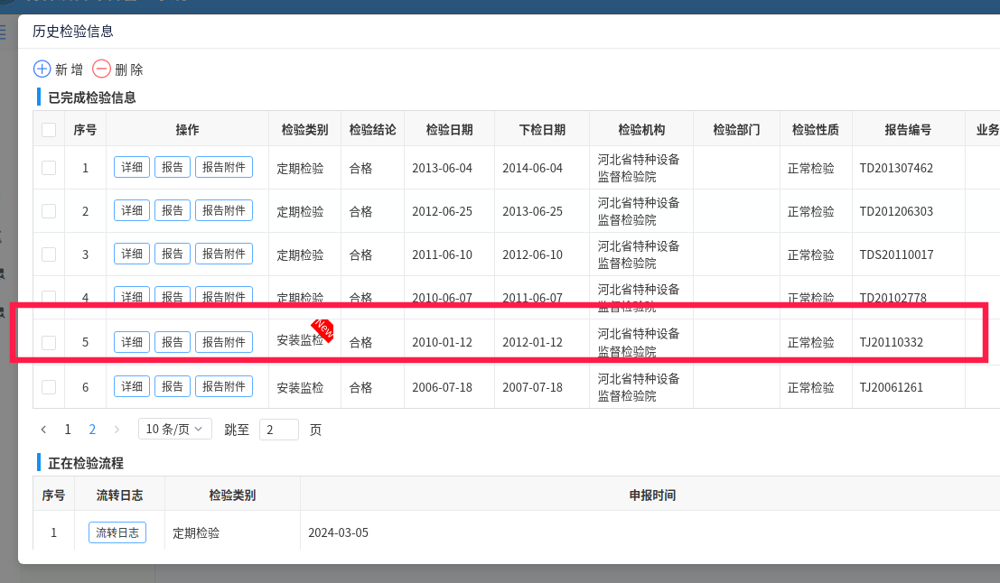 历史检验信息
新 增 删 除
已完成检验信息
序号 操作 检验类别 检验结论 检验日期 下检日期 检验机构 检验部门 检验性质 报告编号 业务
1 详细 报告 报告附件 定期检验 合格 2013-06-04 2014-06-04 河北省特种设备 正常检验 TD201307462
监督检验院
2 详细 报告 报告附件 定期检验 合格 2012-06-25 2013-06-25 河北省特种设备 正常检验 TD201206303
监督检验院
3 详细 报告 报告附件 定期检验 合格 2011-06-10 2012-06-10 河北省特种设备 正常检验 TDS20110017
监督检验院
4 详细 报告 报告附件 定期检验 合格 2010-06-07 2011-06-07 河北省特种设备 正常检验 TD20102778
监督检验院
5 详细 报告 报告附件 安装监检 New 合格 2010-01-12 2012-01-12 河北省特种设备 正常检验 TJ20110332
监督检验院
6 详细 报告 报告附件 安装监检 合格 2006-07-18 2007-07-18 河北省特种设备 正常检验 TJ20061261
监督检验院
1 2 10 条/页 跳至 2 页
正在检验流程
序号 流转日志 检验类别 申报时间
1 流转日志 定期检验 2024-03-05